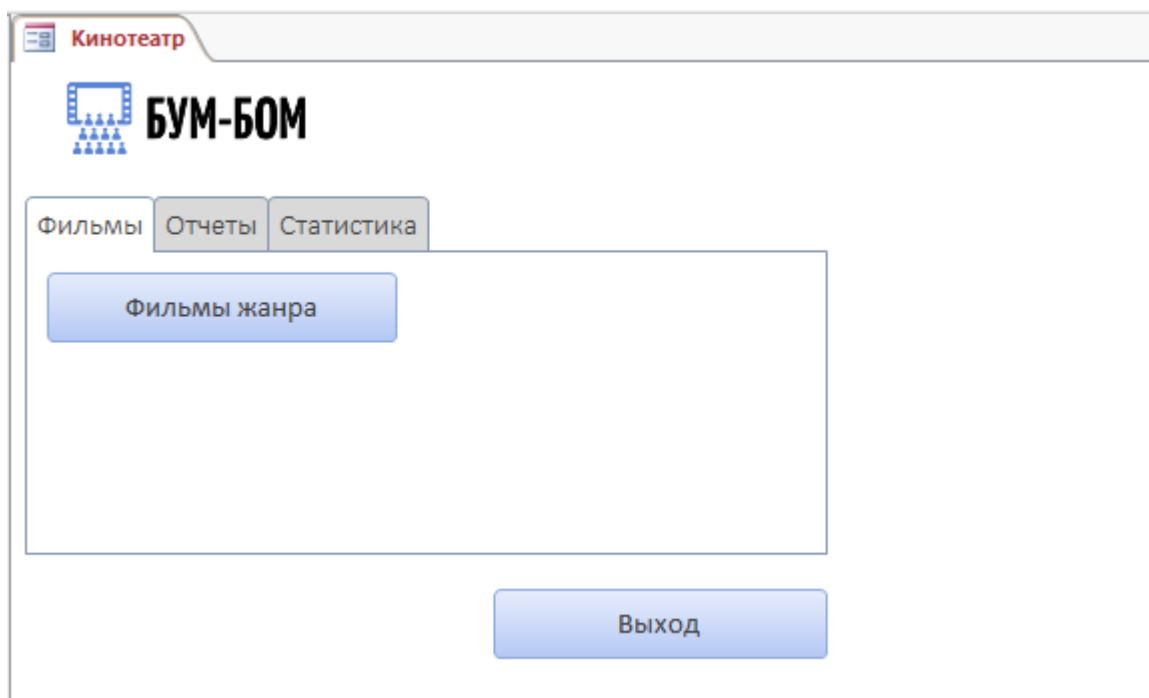 Кинотеатр
БУМ-БОМ
Фильмы Отчеты Статистика
Фильмы жанра
Выход